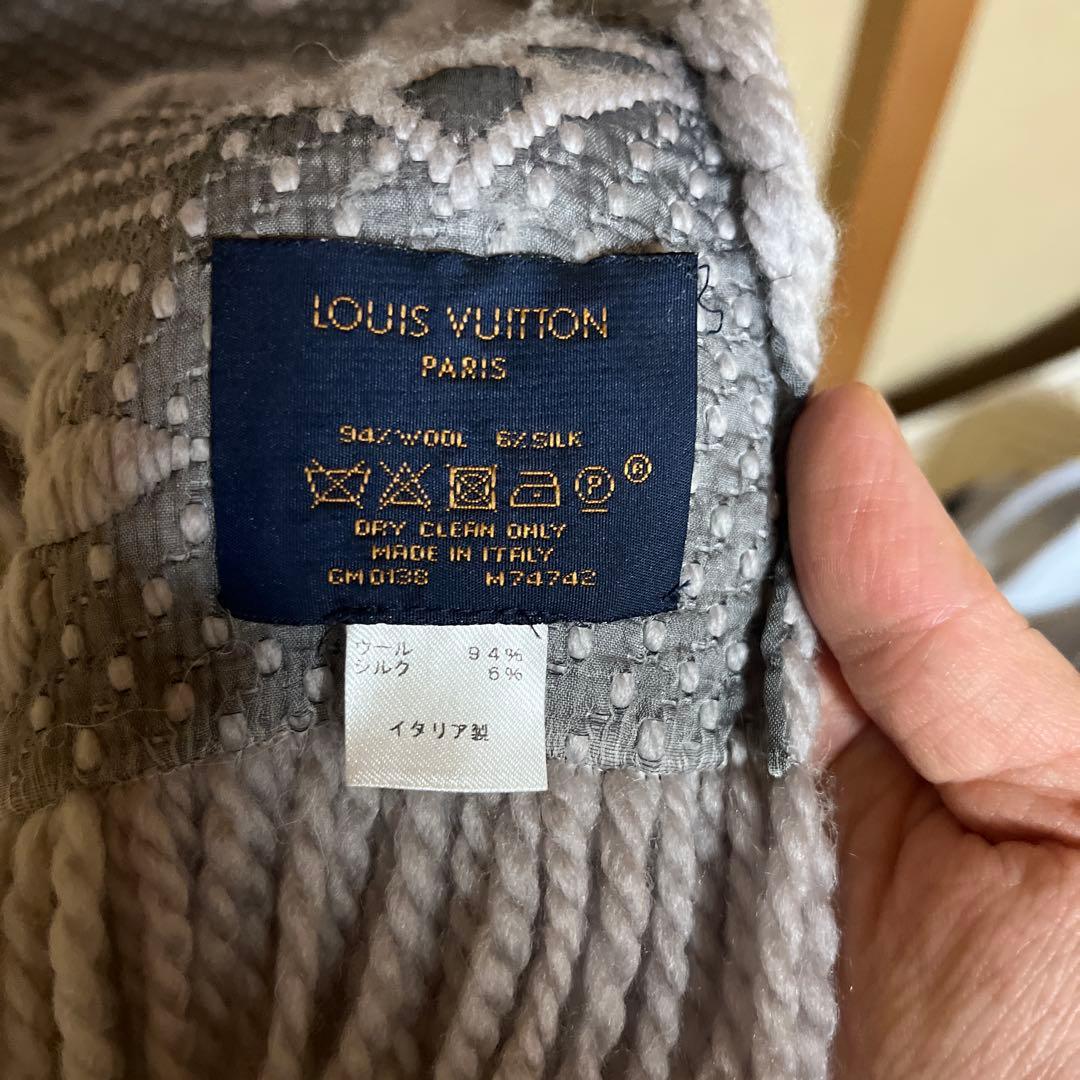 LOUIS VUITTON
PARIS
94% WOOL 6% SILK
P ®
DRY CLEAN ONLY
MADE IN ITALY
GM0138 M74742
ウール 94%
シルク 6%
イタリア製